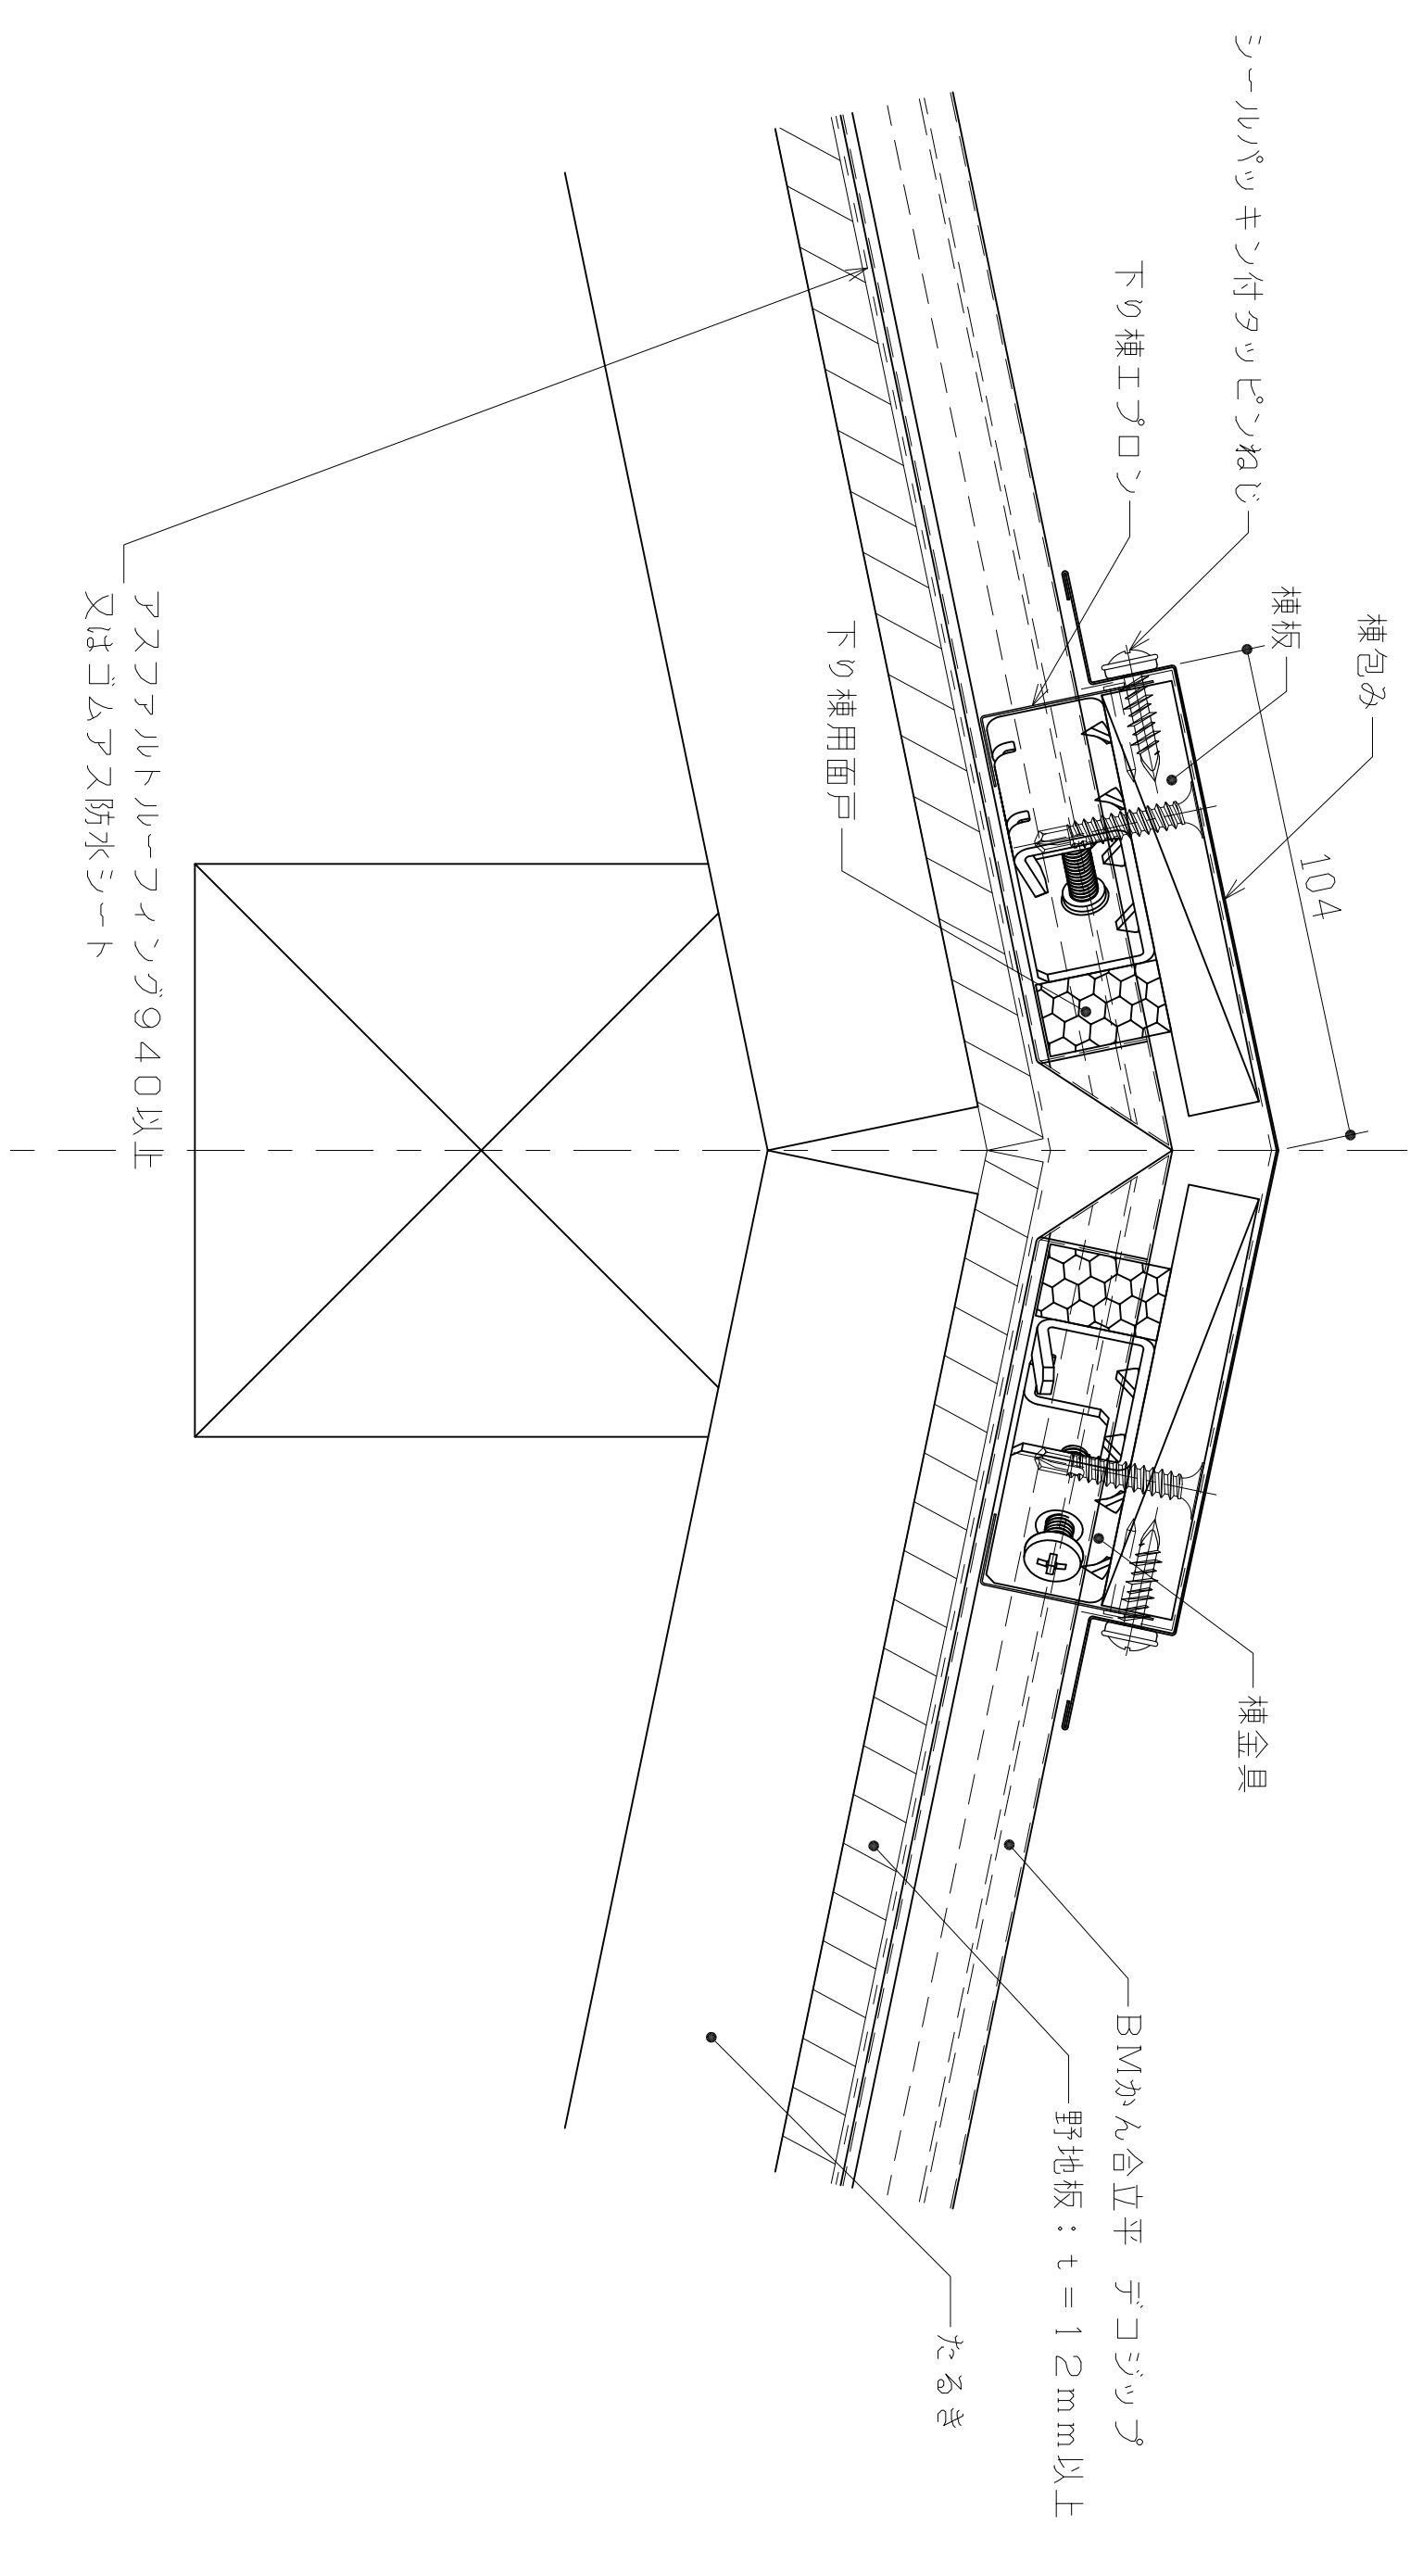 棟包み
棟板
シールパッキン付タッピンねじ
下り棟エプロン
下り棟用面戸
104
アスファルトルーフィング940以上
又はゴムアス防水シート
棟金具
BMかん合立平 デコジップ
野地板：t=12mm以上
たるき